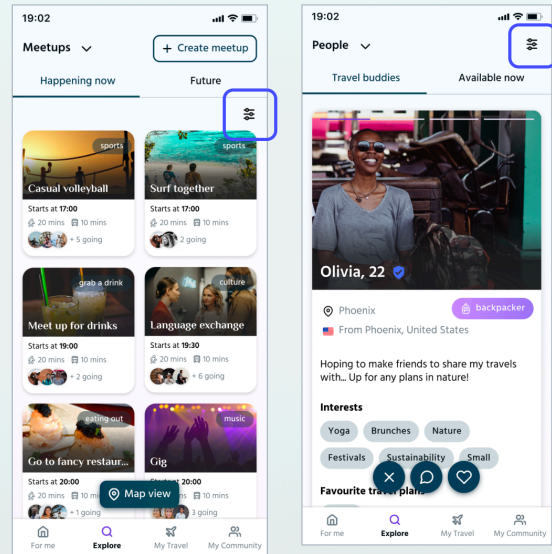 19:02
Meetups
+ Create meetup
Happening now
Future
sports
Casual volleyball
Starts at 17:00
20 mins 10 mins
+ 5 going
sports
Surf together
Starts at 17:00
20 mins 10 mins
2 going
grab a drink
Meet up for drinks
Starts at 19:00
20 mins 10 mins
+ 2 going
culture
Language exchange
Starts at 19:30
20 mins 10 mins
+ 6 going
eating out
Go to fancy restaur...
Starts at 20:00
20 mins 10 m
+ 1 going
music
Gig
20:00
ns 10 mins
3 going
Map view
For me
Explore
My Travel
My Community
19:02
People
Travel buddies
Available now
Olivia, 22
Phoenix
backpacker
From Phoenix, United States
Hoping to make friends to share my travels
with... Up for any plans in nature!
Interests
Yoga
Brunches
Nature
Festivals
Sustainability
Small
Favourite travel plans
For me
Explore
My Travel
My Community